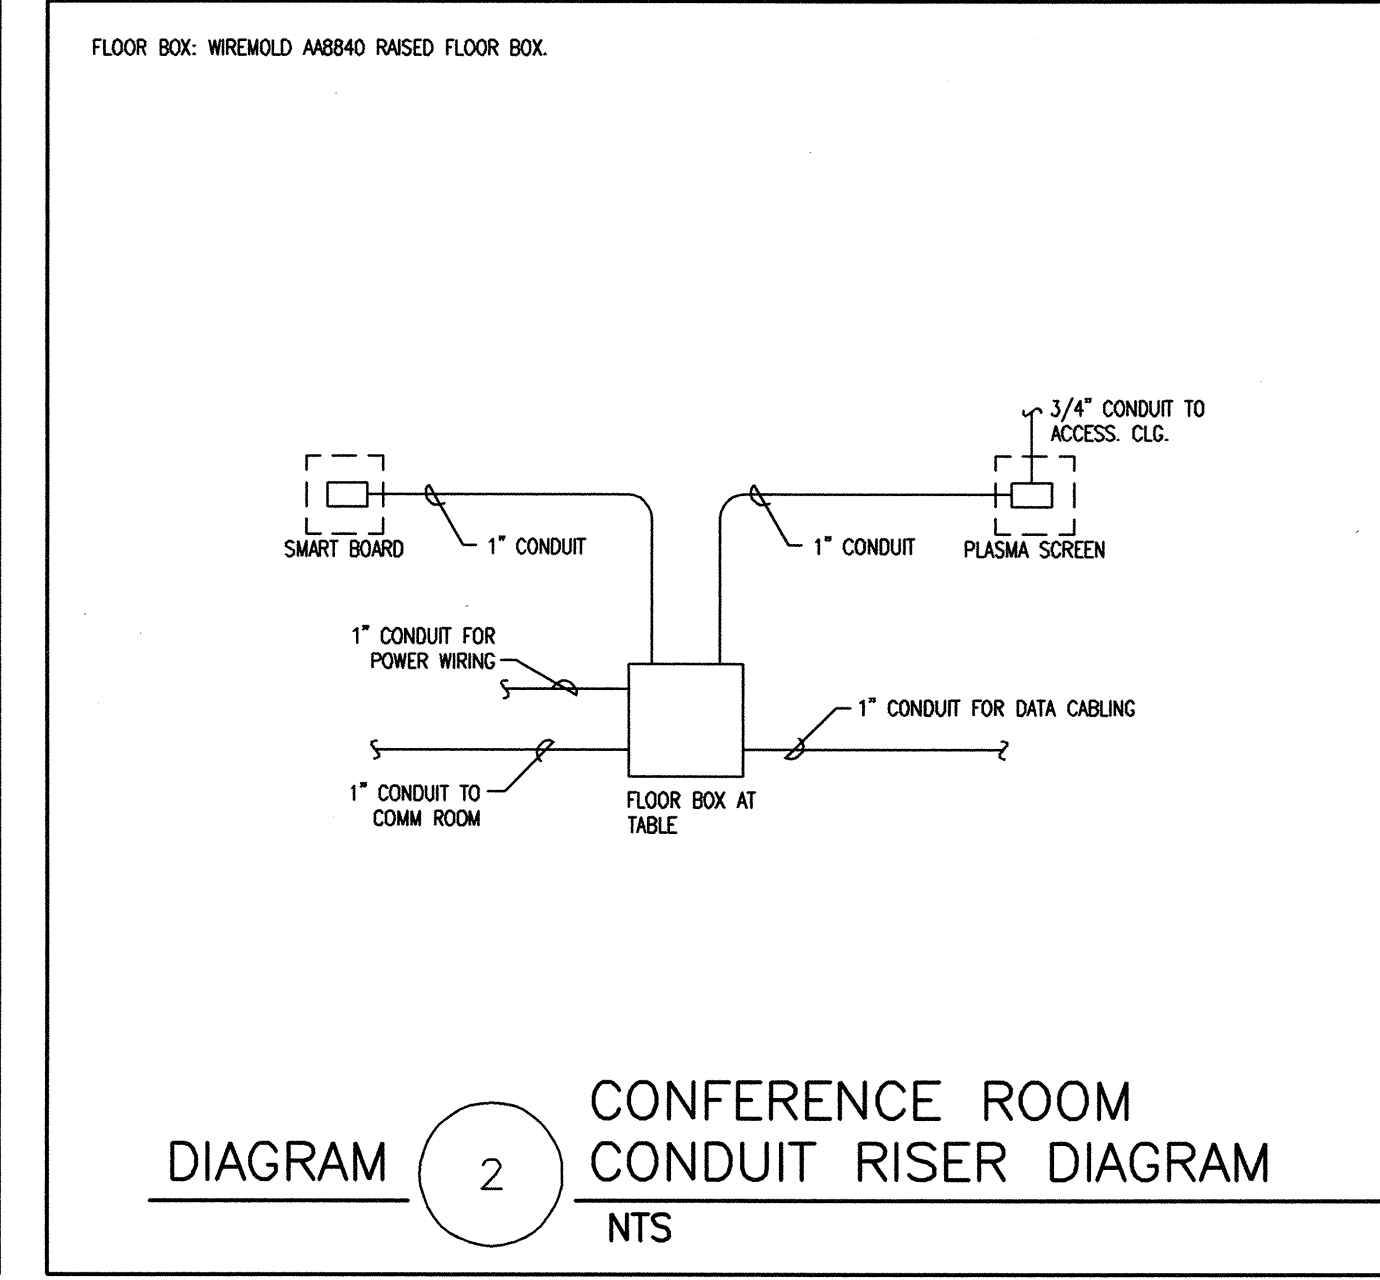 FLOOR BOX: WIREMOLD AA8840 RAISED FLOOR BOX.
3/4" CONDUIT TO
ACCESS. CLG.
SMART BOARD
1" CONDUIT
1" CONDUIT
PLASMA SCREEN
1" CONDUIT FOR
POWER WIRING
1" CONDUIT FOR DATA CABLING
1" CONDUIT TO
COMM ROOM
FLOOR BOX AT
TABLE
DIAGRAM
2
CONFERENCE ROOM
CONDUIT RISER DIAGRAM
NTS